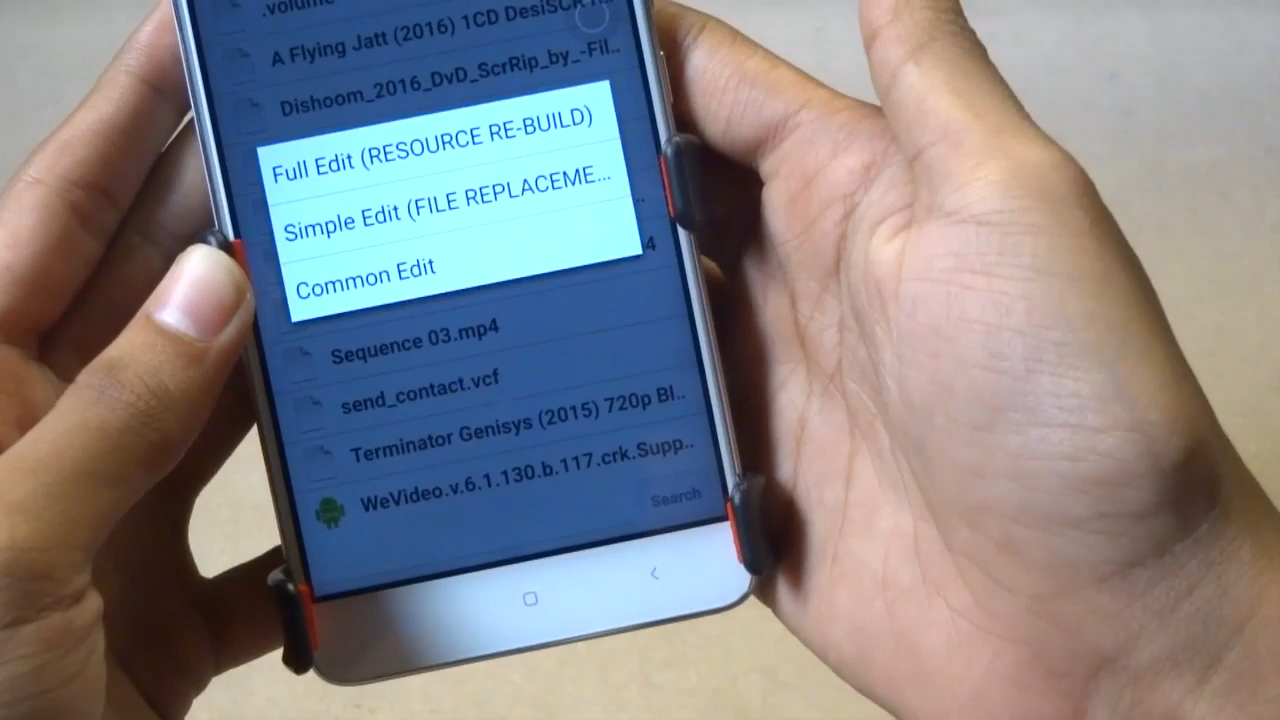 .volume
A Flying Jatt (2016) 1CD DesiSCR
Dishoom_2016_DvD_ScrRip_by_-Fil..
Full Edit (RESOURCE RE-BUILD)
Simple Edit (FILE REPLACEME...
4
Common Edit
Sequence 03.mp4
send_contact.vcf
Terminator Genisys (2015) 720p Bl..
WeVideo.v.6.1.130.b.117.crk.Supp..
Search